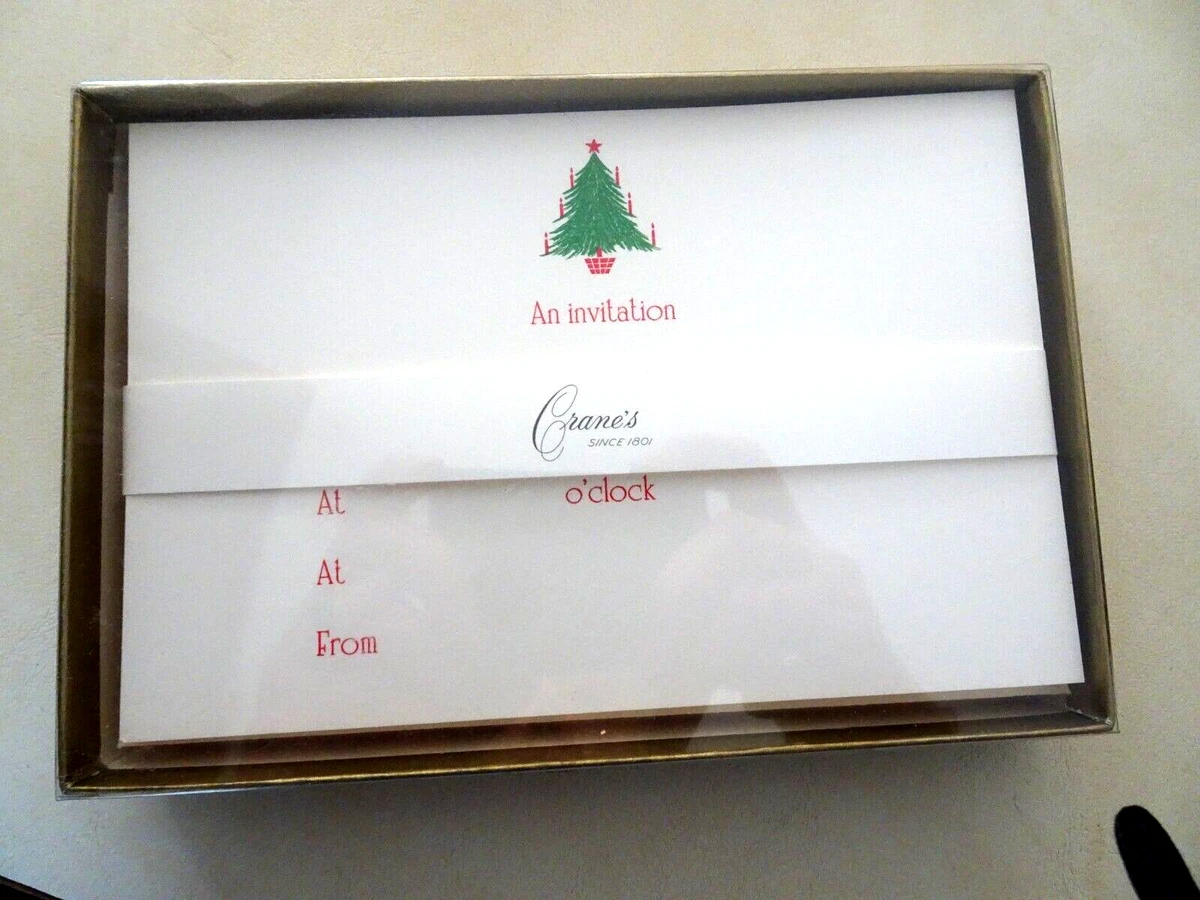 An invitation
Crane's
SINCE 1801
At o'clock
At
From